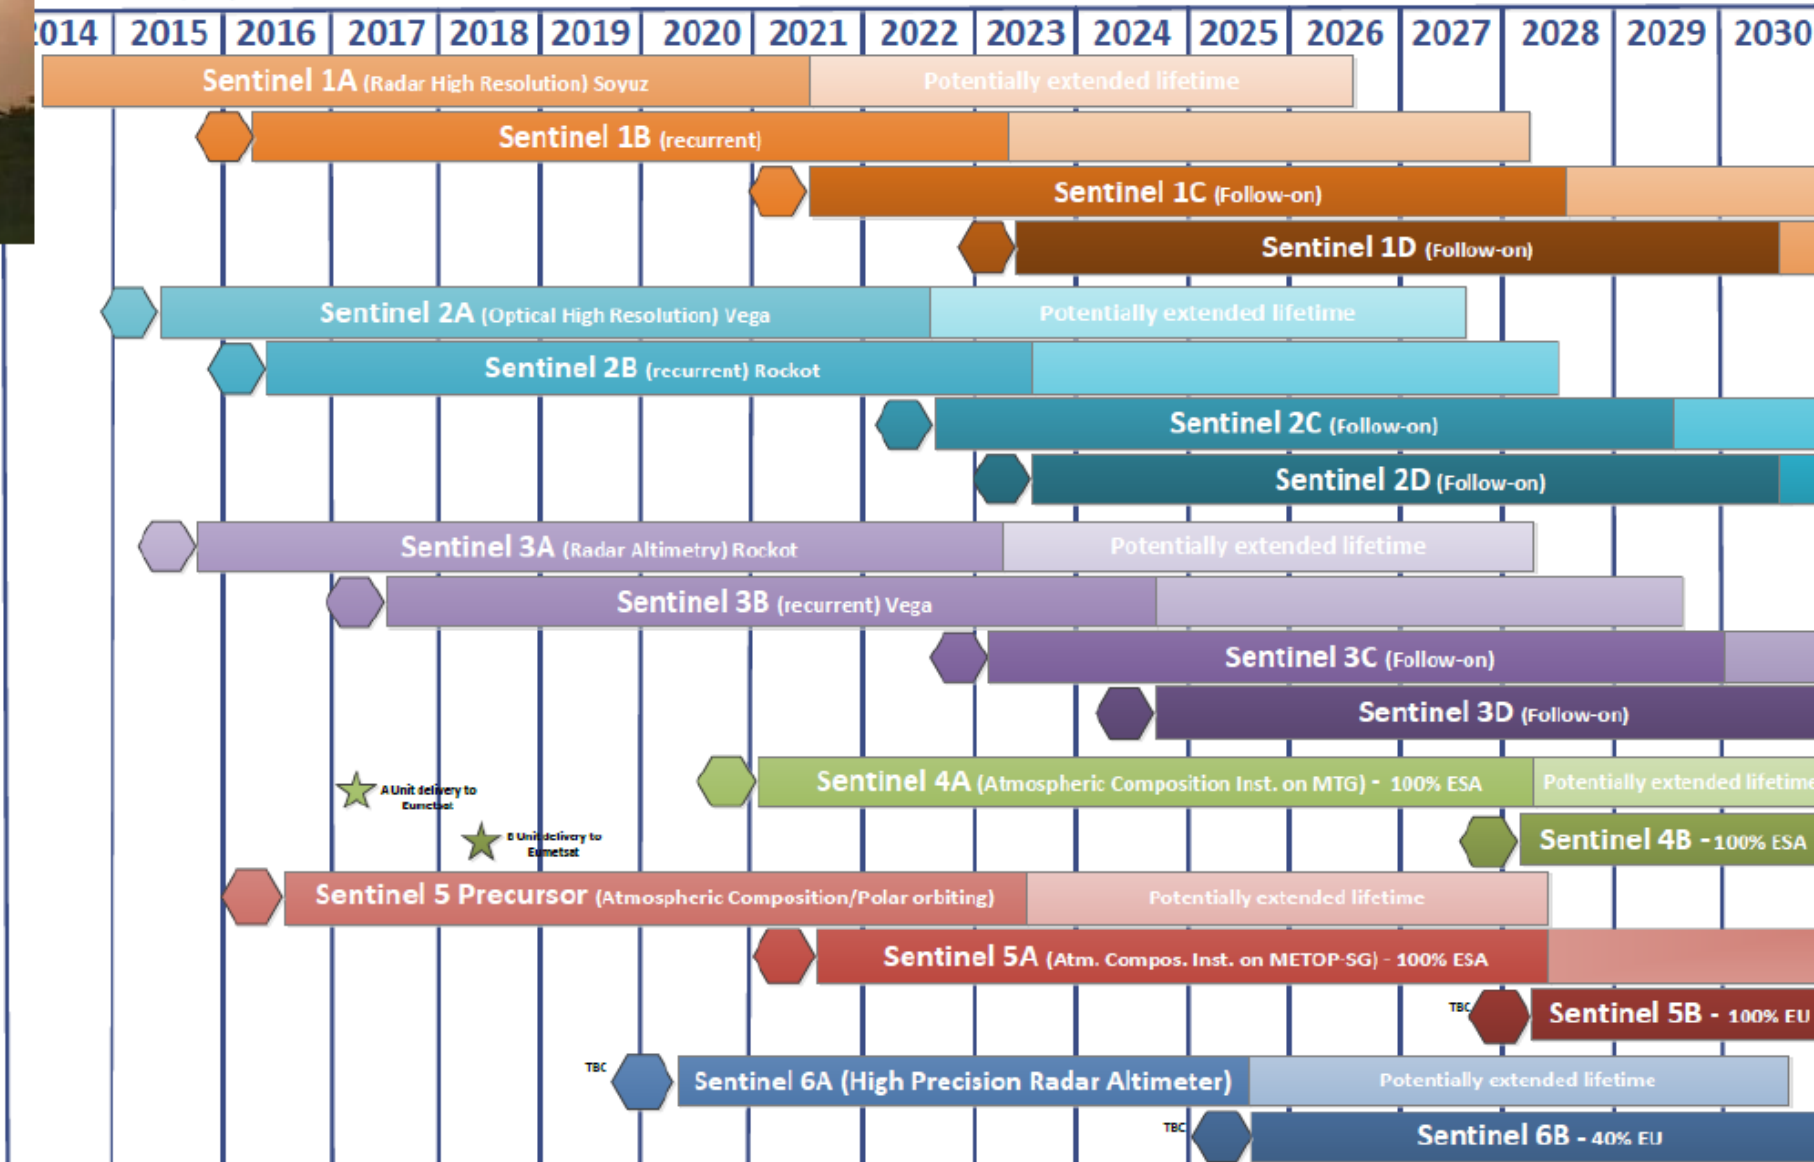 2014 2015 2016 2017 2018 2019 2020 2021 2022 2023 2024 2025 2026 2027 2028 2029 2030
Sentinel 1A (Radar High Resolution) Soyuz Potentially extended lifetime
Sentinel 1B (recurrent)
Sentinel 1C (Follow-on)
Sentinel 1D (Follow-on)
Sentinel 2A (Optical High Resolution) Vega Potentially extended lifetime
Sentinel 2B (recurrent) Rockot
Sentinel 2C (Follow-on)
Sentinel 2D (Follow-on)
Sentinel 3A (Radar Altimetry) Rockot Potentially extended lifetime
Sentinel 3B (recurrent) Vega
Sentinel 3C (Follow-on)
Sentinel 3D (Follow-on)
Sentinel 4A (Atmospheric Composition Inst. on MTG) - 100% ESA Potentially extended lifetime
A Unit delivery to
Eumetsat
Sentinel 4B - 100% ESA
B Unit delivery to
Eumetsat
Sentinel 5 Precursor (Atmospheric Composition/Polar orbiting) Potentially extended lifetime
Sentinel 5A (Atm. Compos. Inst. on METOP-SG) - 100% ESA
TBC Sentinel 5B - 100% EU
TBC Sentinel 6A (High Precision Radar Altimeter) Potentially extended lifetime
TBC Sentinel 6B - 40% EU